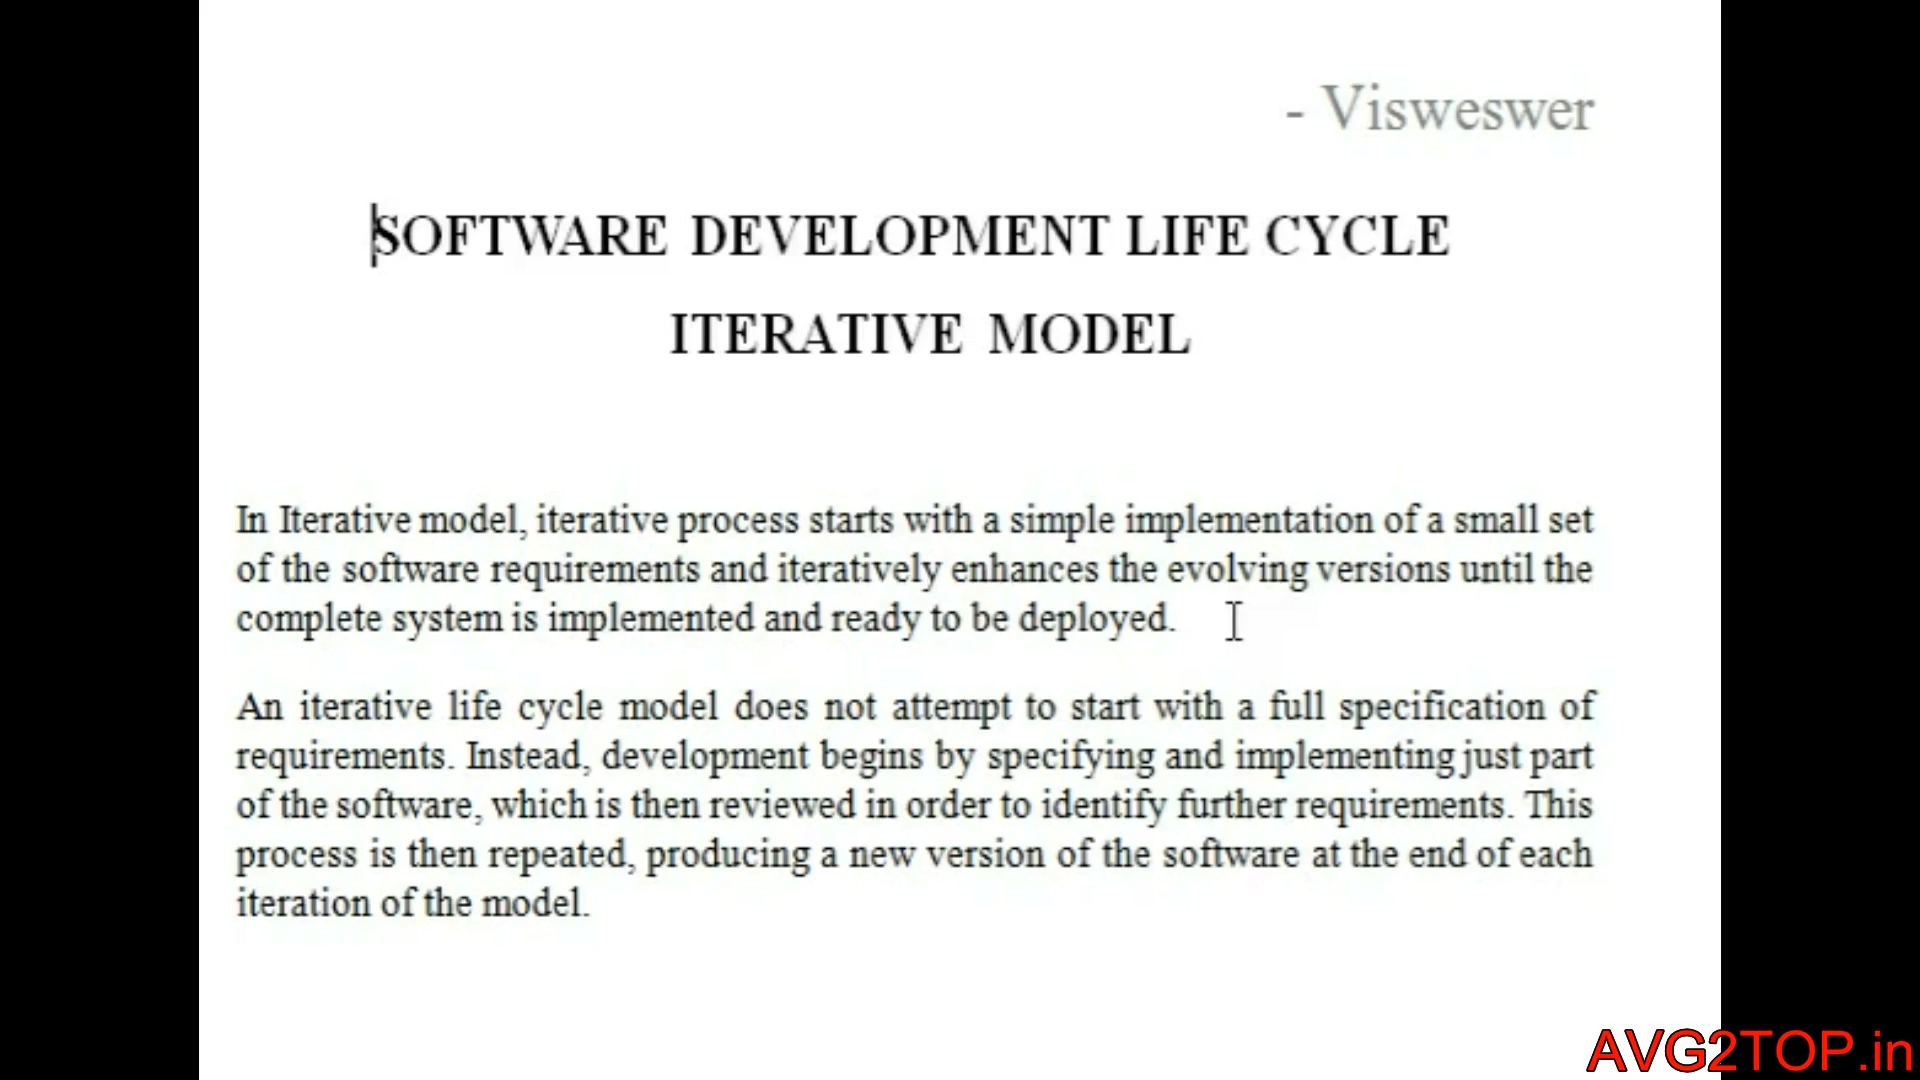 - Visweswer
SOFTWARE DEVELOPMENT LIFE CYCLE
ITERATIVE MODEL
In Iterative model, iterative process starts with a simple implementation of a small set
of the software requirements and iteratively enhances the evolving versions until the
complete system is implemented and ready to be deployed.
An iterative life cycle model does not attempt to start with a full specification of
requirements. Instead, development begins by specifying and implementing just part
of the software, which is then reviewed in order to identify further requirements. This
process is then repeated, producing a new version of the software at the end of each
iteration of the model.
AVG2TOP.in